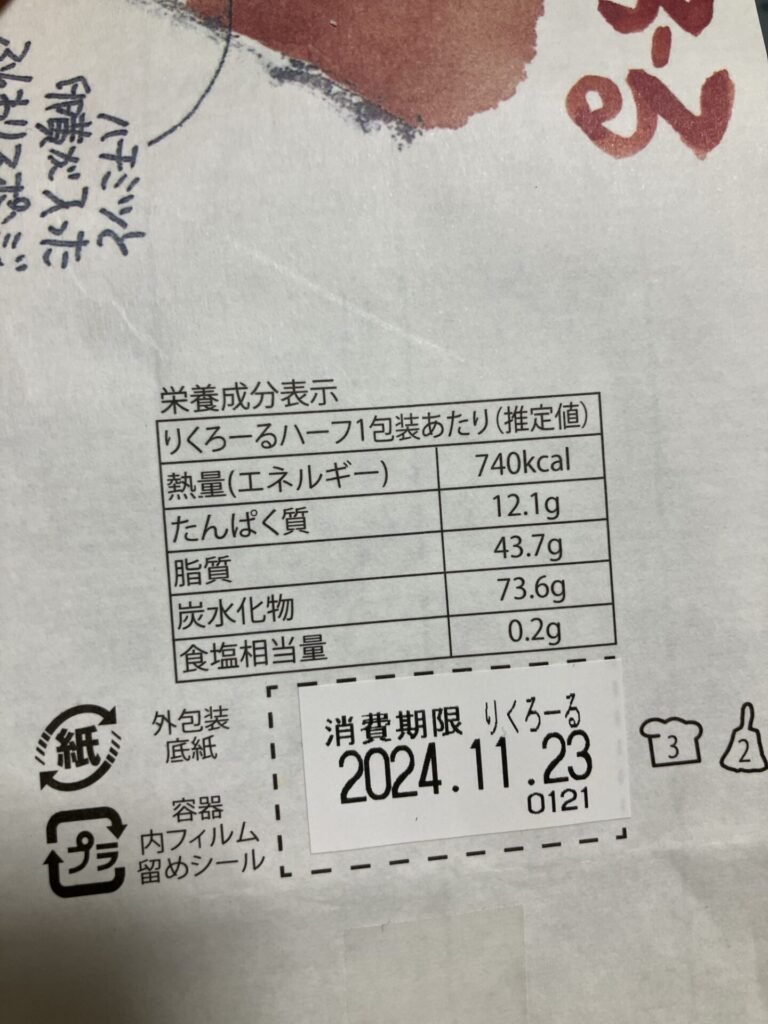 ハチミツと
卵黄が入った
栄養成分表示
りくろーるハーフ1包装あたり(推定値)
熱量(エネルギー) 740kcal
たんぱく質 12.1g
脂質 43.7g
炭水化物 73.6g
食塩相当量 0.2g
紙
外包装
底紙
プラ
容器
内フィルム
留めシール
消費期限 りくろーる
2024.11.23
0121
3
2